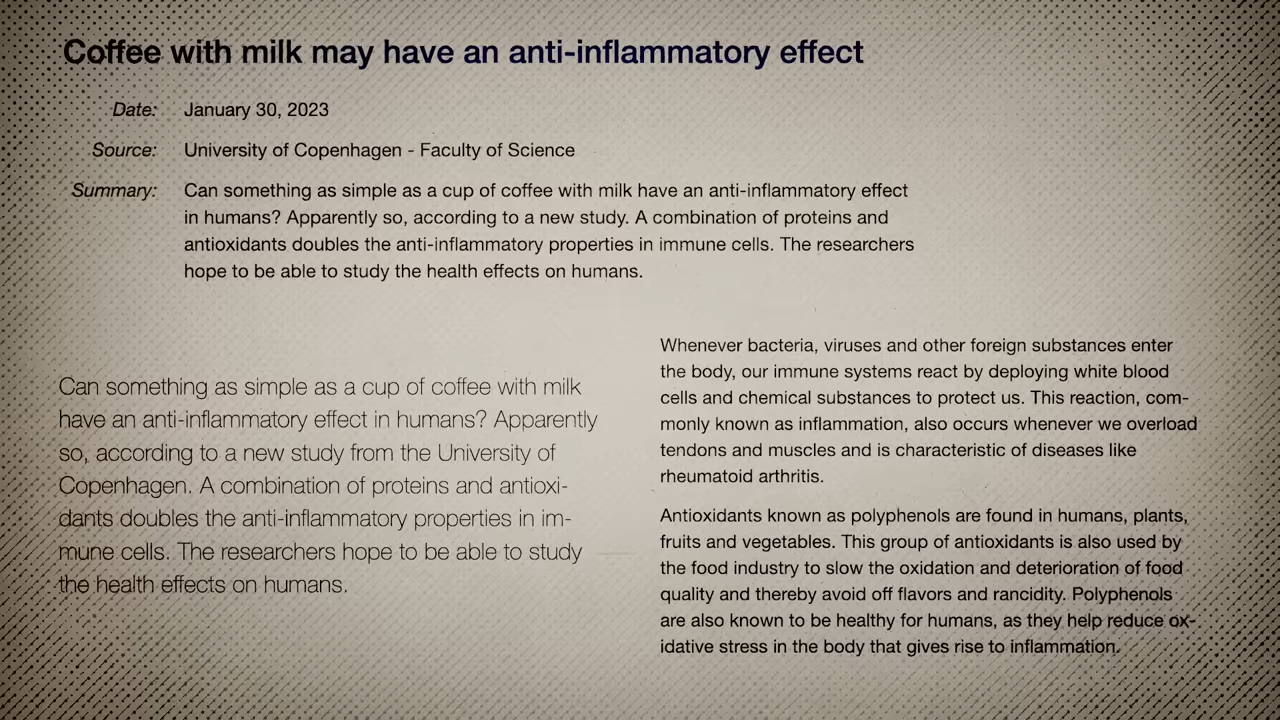 Coffee with milk may have an anti-inflammatory effect
Date: January 30, 2023
Source: University of Copenhagen - Faculty of Science
Summary: Can something as simple as a cup of coffee with milk have an anti-inflammatory effect
in humans? Apparently so, according to a new study. A combination of proteins and
antioxidants doubles the anti-inflammatory properties in immune cells. The researchers
hope to be able to study the health effects on humans.
Can something as simple as a cup of coffee with milk
have an anti-inflammatory effect in humans? Apparently
so, according to a new study from the University of
Copenhagen. A combination of proteins and antioxi-
dants doubles the anti-inflammatory properties in im-
mune cells. The researchers hope to be able to study
the health effects on humans.
Whenever bacteria, viruses and other foreign substances enter
the body, our immune systems react by deploying white blood
cells and chemical substances to protect us. This reaction, com-
monly known as inflammation, also occurs whenever we overload
tendons and muscles and is characteristic of diseases like
rheumatoid arthritis.
Antioxidants known as polyphenols are found in humans, plants,
fruits and vegetables. This group of antioxidants is also used by
the food industry to slow the oxidation and deterioration of food
quality and thereby avoid off flavors and rancidity. Polyphenols
are also known to be healthy for humans, as they help reduce ox-
idative stress in the body that gives rise to inflammation.